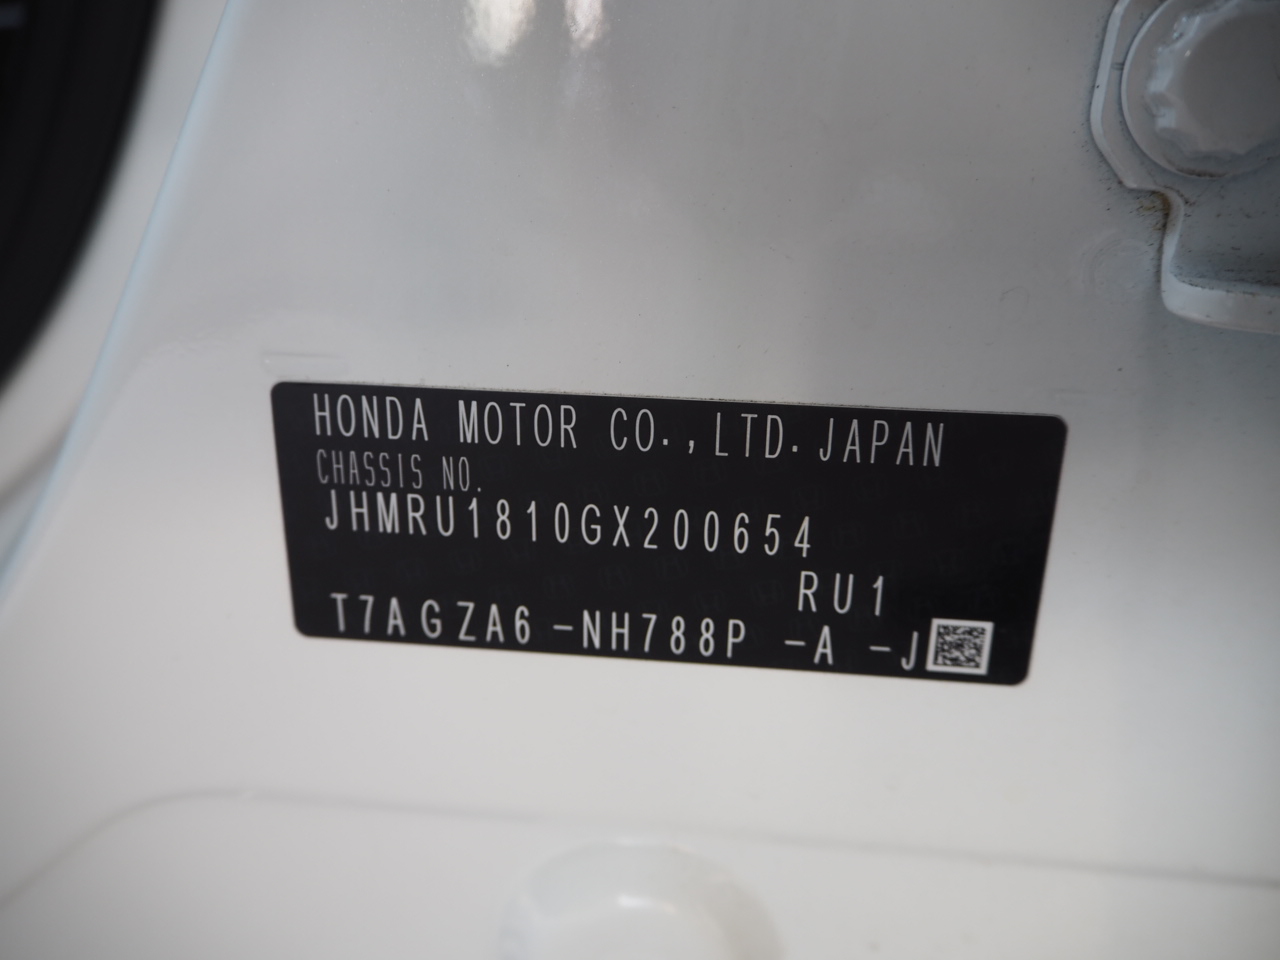 HONDA MOTOR CO.,LTD. JAPAN
CHASSIS NO.
JHMRU1810GX200654
RU1
T7AGZA6 -NH788P -A -J